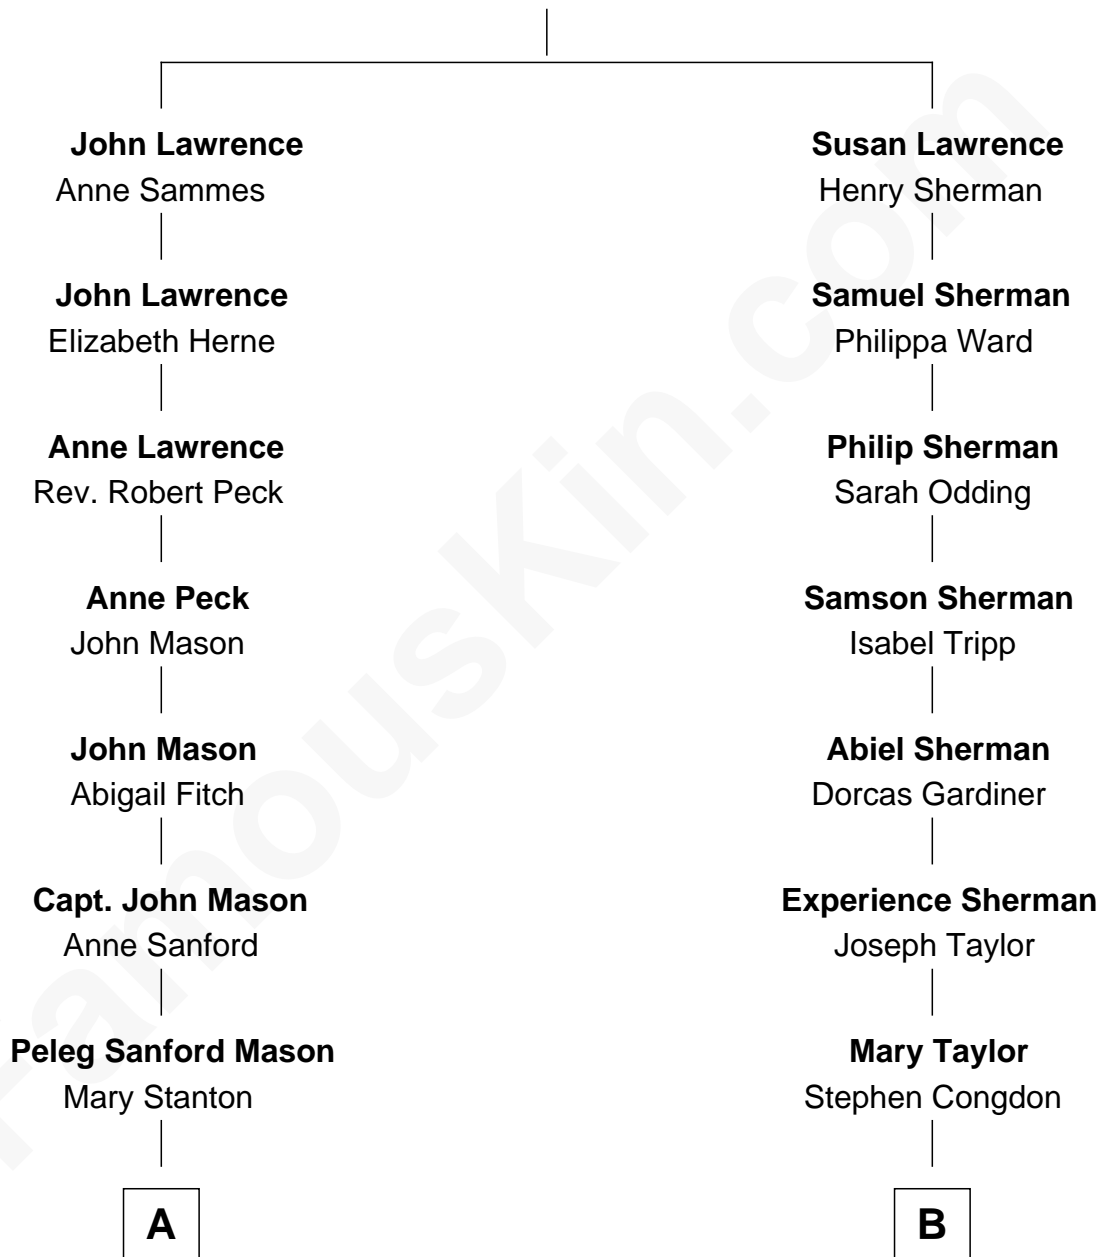 John Lawrence
Anne Sammes
John Lawrence
Elizabeth Herne
Anne Lawrence
Rev. Robert Peck
Anne Peck
John Mason
John Mason
Abigail Fitch
Capt. John Mason
Anne Sanford
Peleg Sanford Mason
Mary Stanton
A
Susan Lawrence
Henry Sherman
Samuel Sherman
Philippa Ward
Philip Sherman
Sarah Odding
Samson Sherman
Isabel Tripp
Abiel Sherman
Dorcas Gardiner
Experience Sherman
Joseph Taylor
Mary Taylor
Stephen Congdon
B
FamousKin.com